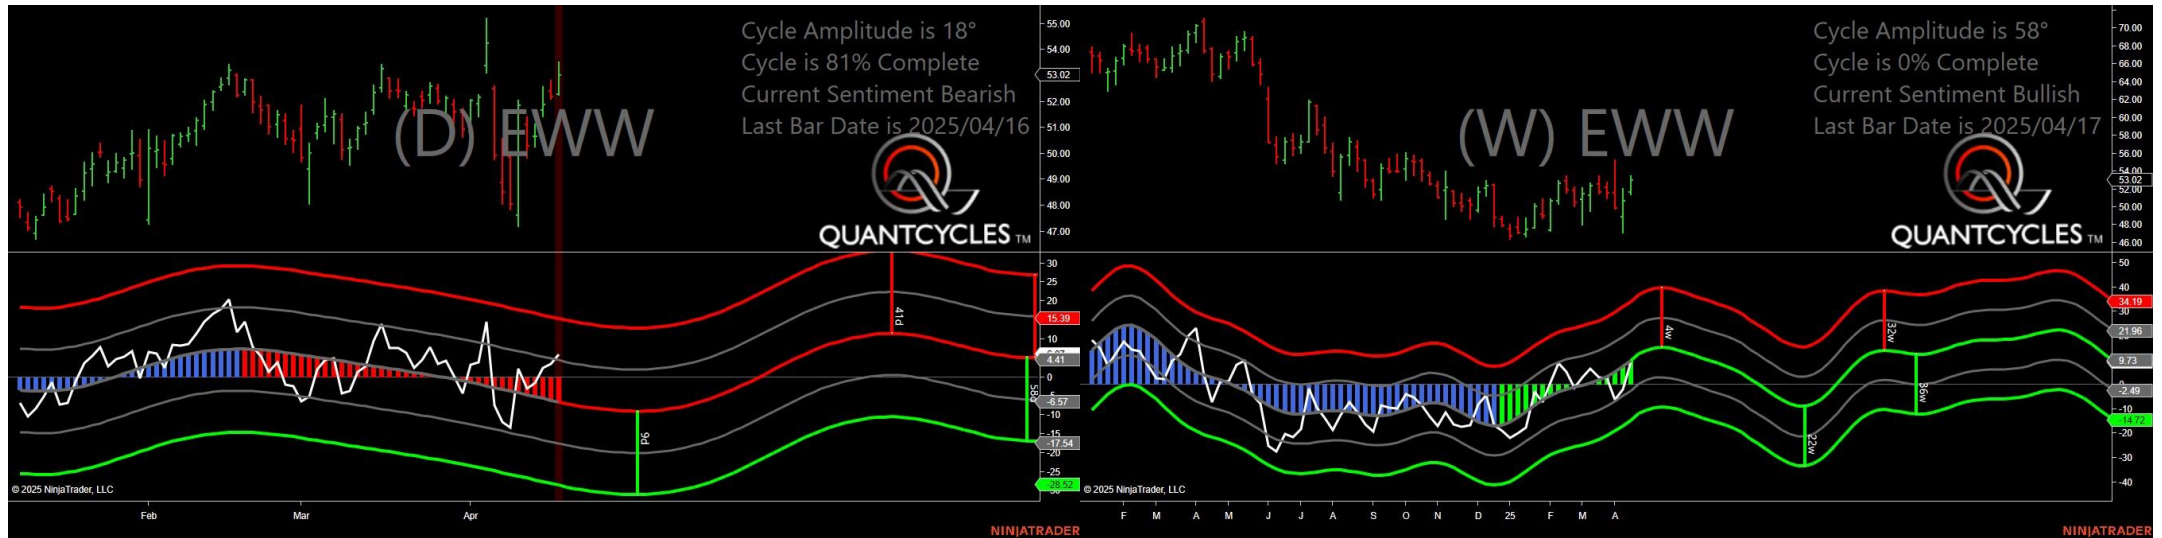 Cycle Amplitude is 18°
Cycle is 81% Complete
Current Sentiment Bearish
Last Bar Date is 2025/04/16
(D) EWW
QUANTCYCLES TM
55.00
54.00
53.02
52.00
51.00
50.00
49.00
48.00
47.00
30
25
20
15.39
10
4.41
0
-5
-6.57
-10
-15
-17.54
-20
-25
-28.52
9d
41d
© 2025 NinjaTrader, LLC
Feb Mar Apr
NINJATRADER
Cycle Amplitude is 58°
Cycle is 0% Complete
Current Sentiment Bullish
Last Bar Date is 2025/04/17
(W) EWW
QUANTCYCLES TM
70.00
68.00
66.00
64.00
62.00
60.00
58.00
56.00
54.00
53.02
52.00
50.00
48.00
46.00
50
40
34.19
30
21.96
9.73
0
-2.49
-10
-14.72
-20
-30
-40
4w
22w
32w
36w
© 2025 NinjaTrader, LLC
F M A M J J A S O N D 25 F M A
NINJATRADER